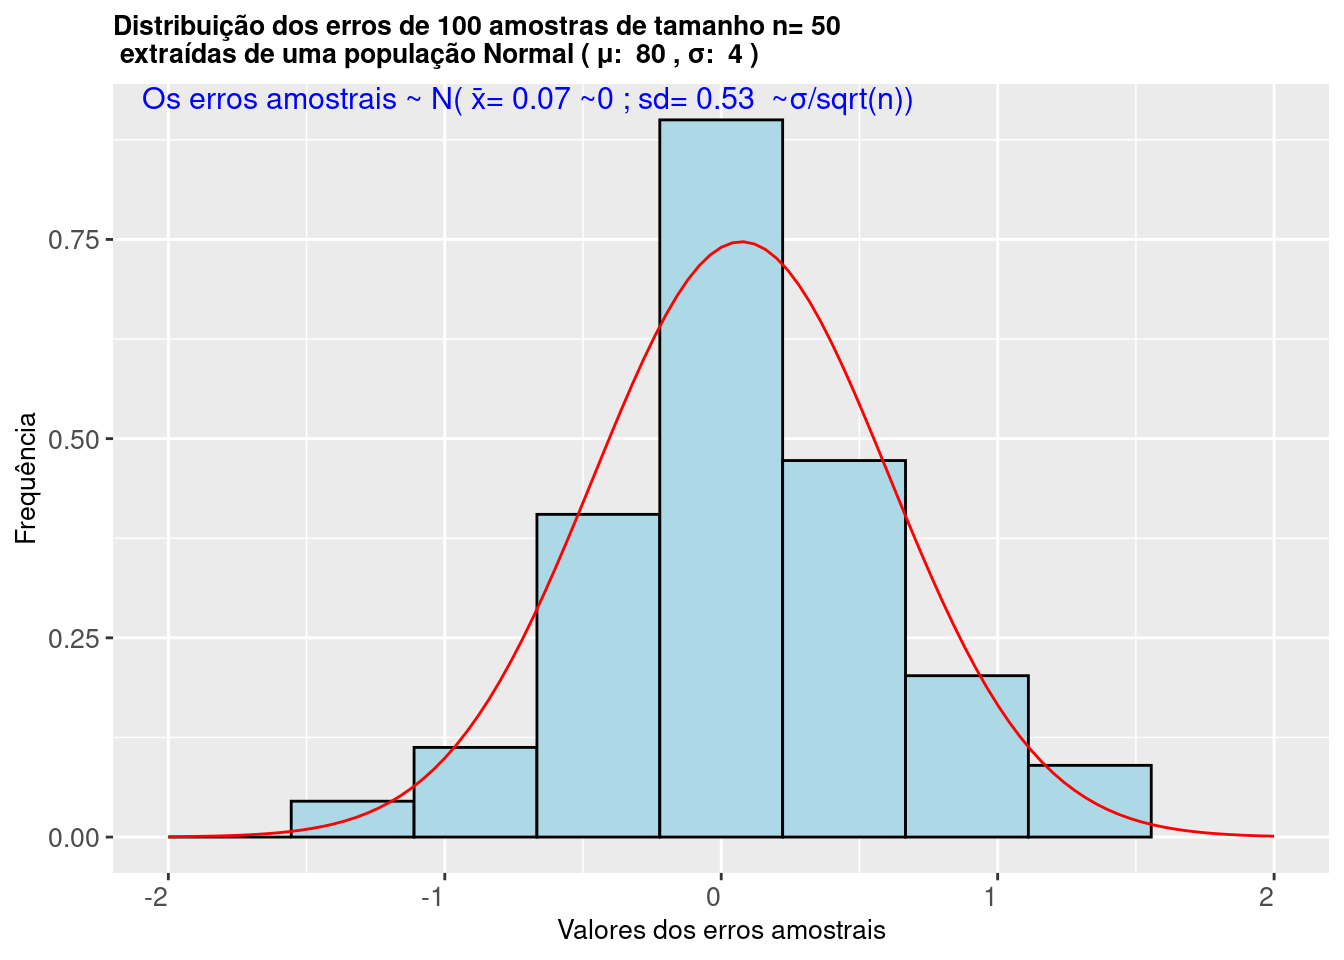 Distribuição dos erros de 100 amostras de tamanho n= 50
extraídas de uma população Normal ( μ:  80 , σ:  4 )
Os erros amostrais ~ N( x̄= 0.07 ~0 ; sd= 0.53  ~σ/sqrt(n))
Frequência
0.75
0.50
0.25
0.00
-2
-1
0
1
2
Valores dos erros amostrais